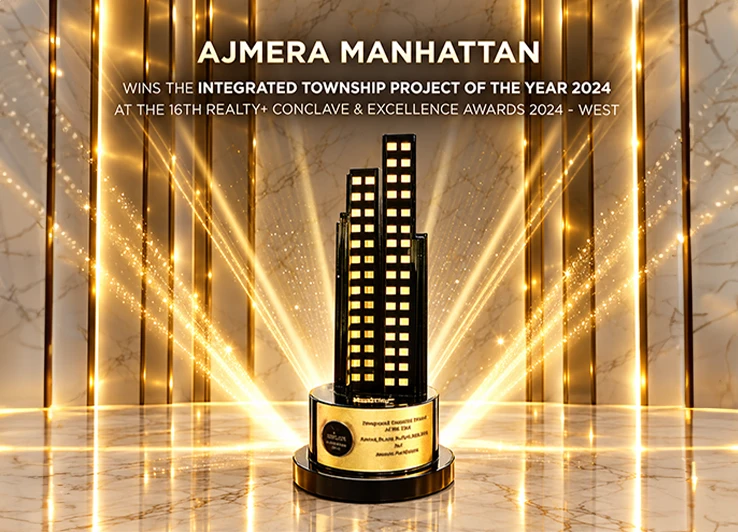 AJMERA MANHATTAN
WINS THE INTEGRATED TOWNSHIP PROJECT OF THE YEAR 2024
AT THE 16TH REALTY+ CONCLAVE & EXCELLENCE AWARDS 2024 - WEST